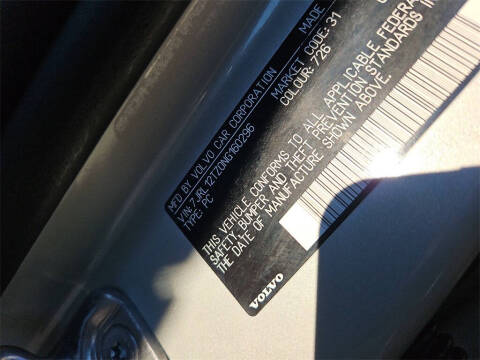 MFD BY VOLVO CAR CORPORATION MADE
VIN: 7JRL12TZ0NG160296 MARKET CODE: 31
TYPE: PC COLOUR: 726
THIS VEHICLE CONFORMS TO ALL APPLICABLE FEDERAL
SAFETY, BUMPER AND THEFT PREVENTION STANDARDS IN
THE DATE OF MANUFACTURE SHOWN ABOVE.
VOLVO